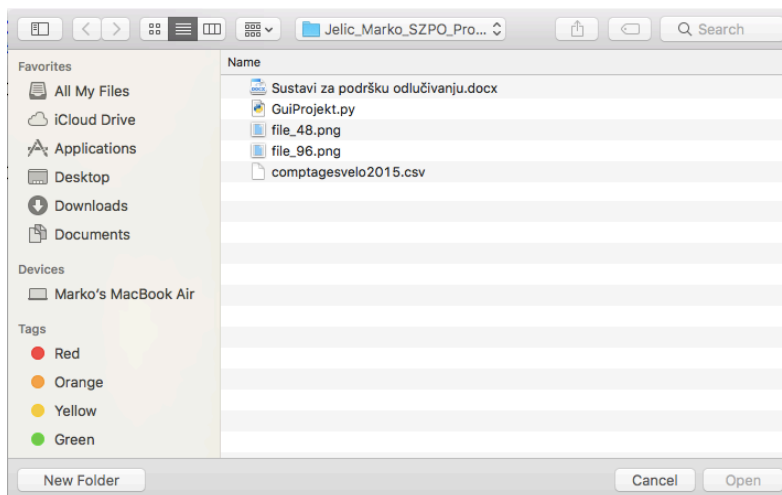 Jelic_Marko_SZPO_Pro...
Search
Favorites
All My Files
iCloud Drive
Applications
Desktop
Downloads
Documents
Devices
Marko's MacBook Air
Tags
Red
Orange
Yellow
Green
Name
DOCX
Sustavi za podršku odlučivanju.docx
GuiProjekt.py
file_48.png
file_96.png
comptagesvelo2015.csv
New Folder
Cancel
Open